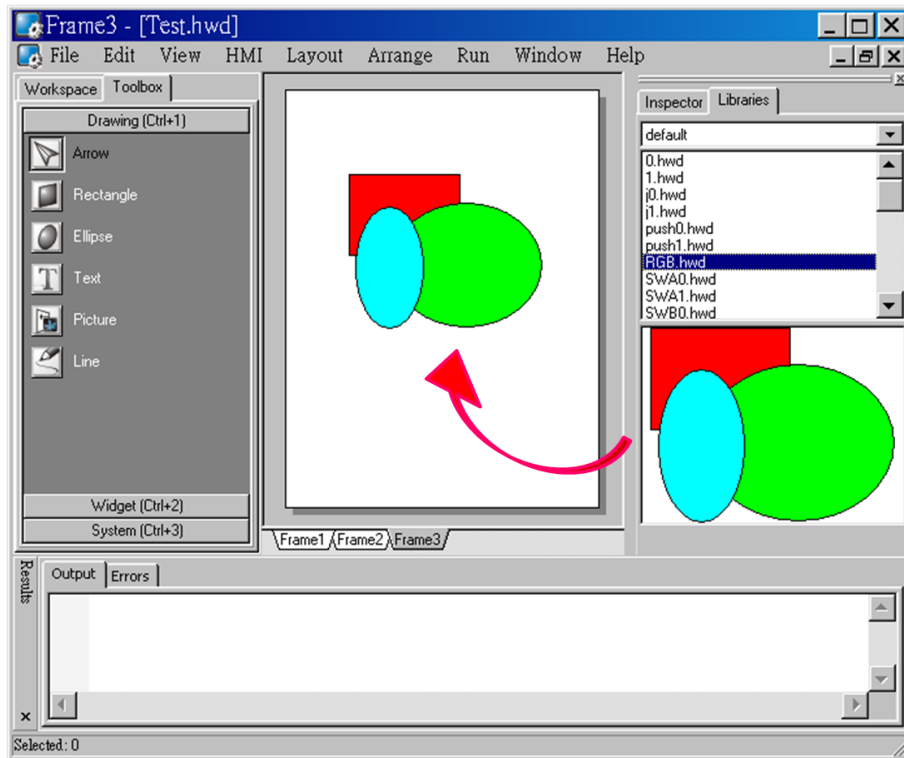 Frame3 - [Test.hwd]
File Edit View HMI Layout Arrange Run Window Help
Workspace Toolbox
Drawing (Ctrl+1)
Arrow
Rectangle
Ellipse
Text
Picture
Line
Widget (Ctrl+2)
System (Ctrl+3)
Frame1 Frame2 Frame3
Inspector Libraries
default
0.hwd
1.hwd
j0.hwd
j1.hwd
push0.hwd
push1.hwd
RGB.hwd
SWA0.hwd
SWA1.hwd
SWB0.hwd
Results
Output Errors
Selected: 0